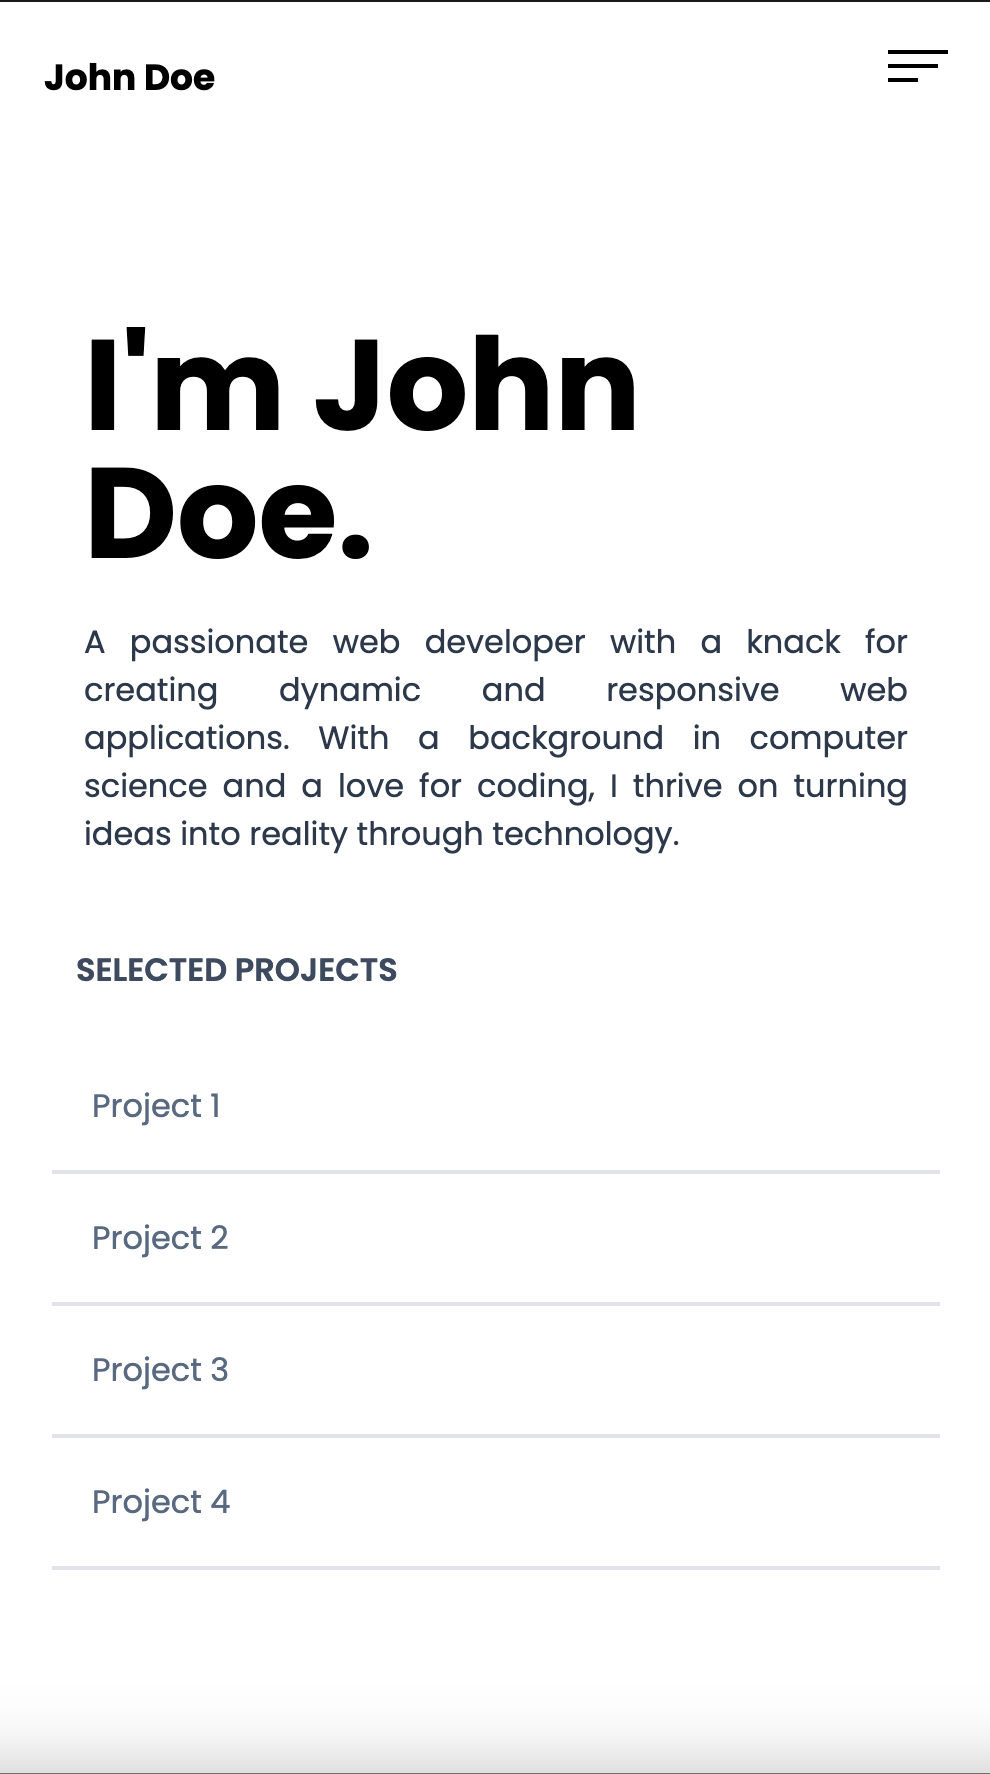 John Doe
I'm John
Doe.
A passionate web developer with a knack for
creating dynamic and responsive web
applications. With a background in computer
science and a love for coding, I thrive on turning
ideas into reality through technology.
SELECTED PROJECTS
Project 1
Project 2
Project 3
Project 4